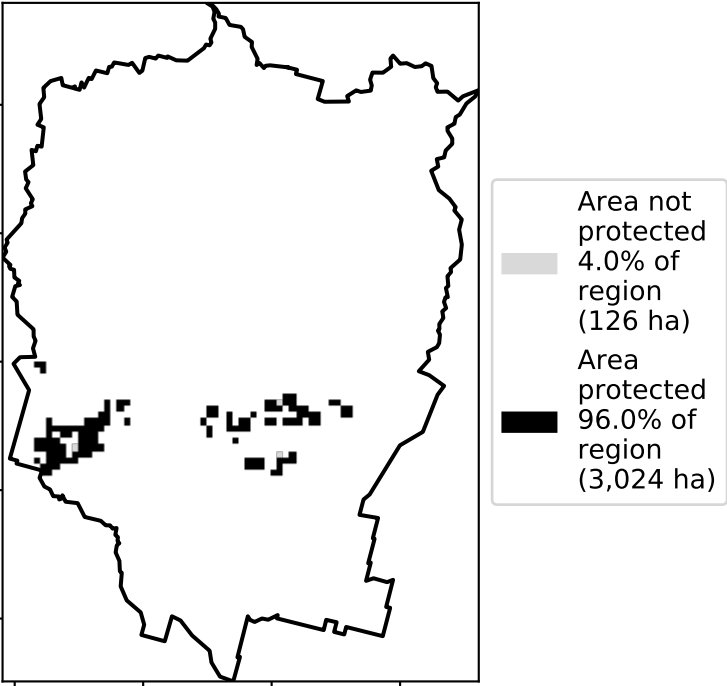 Area not
protected
4.0% of
region
(126 ha)
Area
protected
96.0% of
region
(3,024 ha)